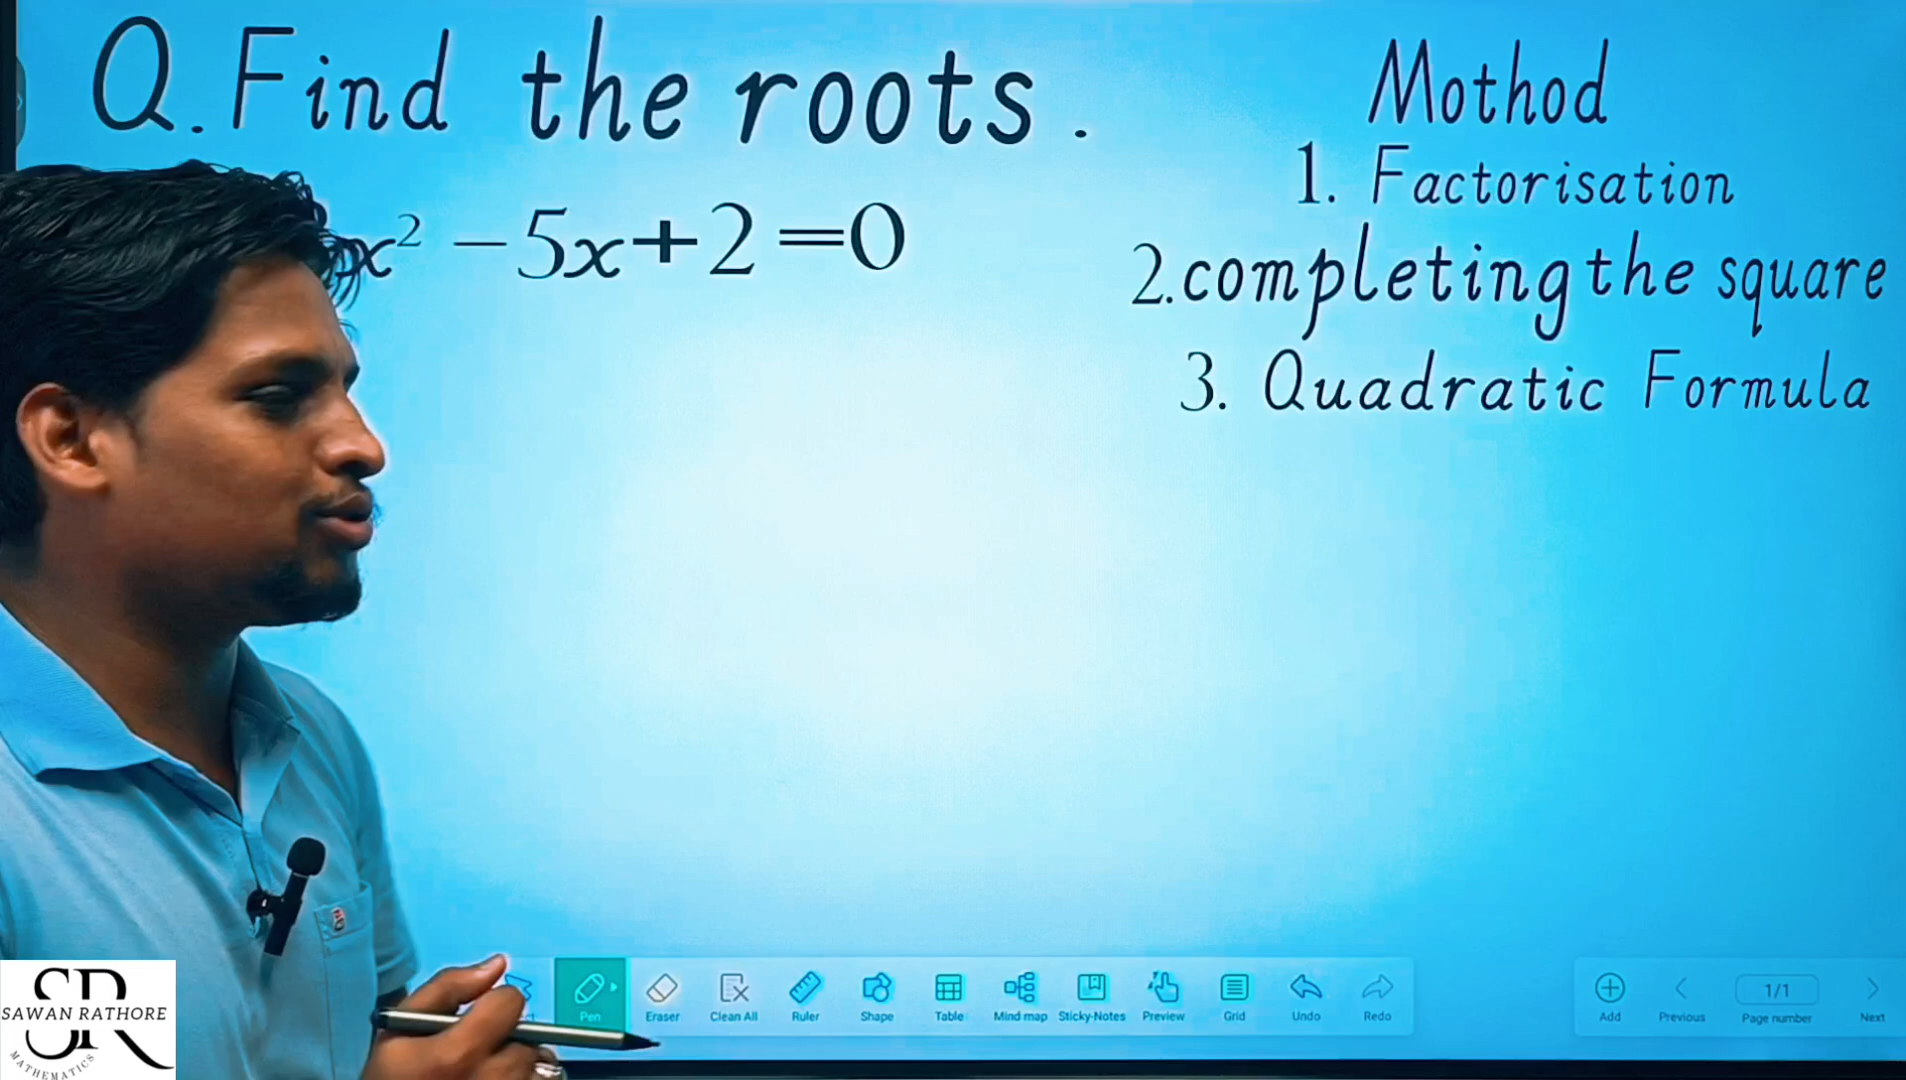 Q. Find the roots.
x² − 5x + 2 = 0
Mothod
1. Factorisation
2. completing the square
3. Quadratic Formula
Pen
Eraser
Clean All
Ruler
Shape
Table
Mind map
Sticky-Notes
Preview
Grid
Undo
Redo
Add
Previous
1/1
Page number
Next
SR
SAWAN RATHORE
MATHEMATICS